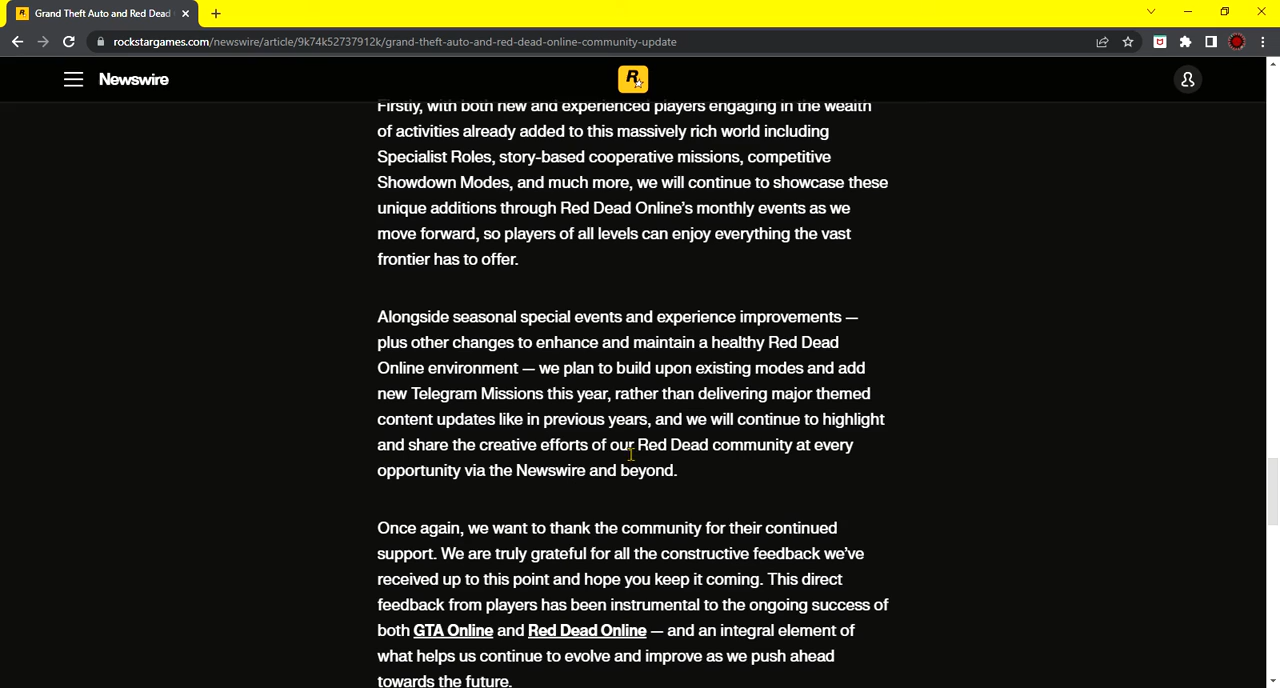 Grand Theft Auto and Red Dead
rockstargames.com/newswire/article/9k74k52737912k/grand-theft-auto-and-red-dead-online-community-update
Newswire
R
Firstly, with both new and experienced players engaging in the wealth
of activities already added to this massively rich world including
Specialist Roles, story-based cooperative missions, competitive
Showdown Modes, and much more, we will continue to showcase these
unique additions through Red Dead Online’s monthly events as we
move forward, so players of all levels can enjoy everything the vast
frontier has to offer.
Alongside seasonal special events and experience improvements —
plus other changes to enhance and maintain a healthy Red Dead
Online environment — we plan to build upon existing modes and add
new Telegram Missions this year, rather than delivering major themed
content updates like in previous years, and we will continue to highlight
and share the creative efforts of our Red Dead community at every
opportunity via the Newswire and beyond.
Once again, we want to thank the community for their continued
support. We are truly grateful for all the constructive feedback we’ve
received up to this point and hope you keep it coming. This direct
feedback from players has been instrumental to the ongoing success of
both GTA Online and Red Dead Online — and an integral element of
what helps us continue to evolve and improve as we push ahead
towards the future.